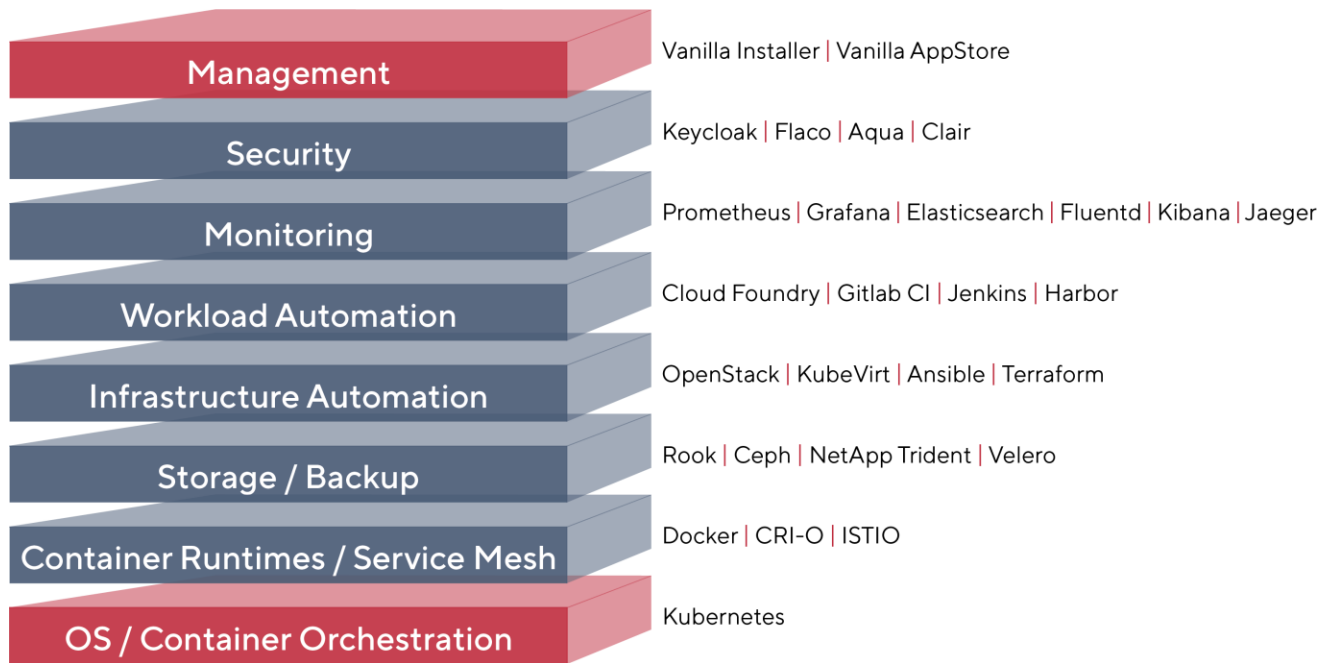 Management
Vanilla Installer | Vanilla AppStore
Security
Keycloak | Flaco | Aqua | Clair
Monitoring
Prometheus | Grafana | Elasticsearch | Fluentd | Kibana | Jaeger
Workload Automation
Cloud Foundry | Gitlab CI | Jenkins | Harbor
Infrastructure Automation
OpenStack | KubeVirt | Ansible | Terraform
Storage / Backup
Rook | Ceph | NetApp Trident | Velero
Container Runtimes / Service Mesh
Docker | CRI-O | ISTIO
OS / Container Orchestration
Kubernetes